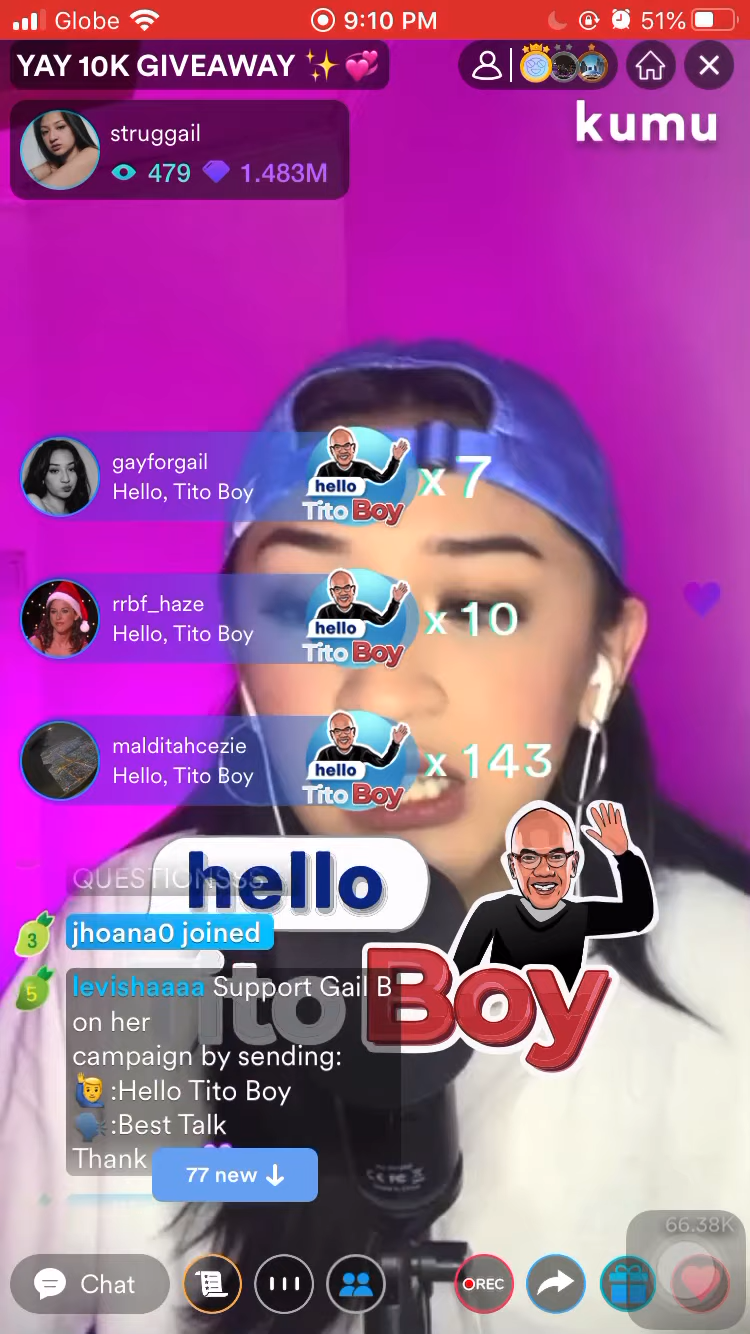 Globe 9:10 PM 51%
YAY 10K GIVEAWAY ✨💞
kumu
struggail
479 1.483M
gayforgail
Hello, Tito Boy
hello
Tito Boy
x 7
rrbf_haze
Hello, Tito Boy
hello
Tito Boy
x 10
malditahcezie
Hello, Tito Boy
hello
Tito Boy
x 143
hello
Tito Boy
QUESTIONSSS
3
jhoana0 joined
5
levishaaaa Support Gail B
on her
campaign by sending:
🙋‍♂️:Hello Tito Boy
🗣:Best Talk
Thank
77 new ↓
66.38K
Chat
REC